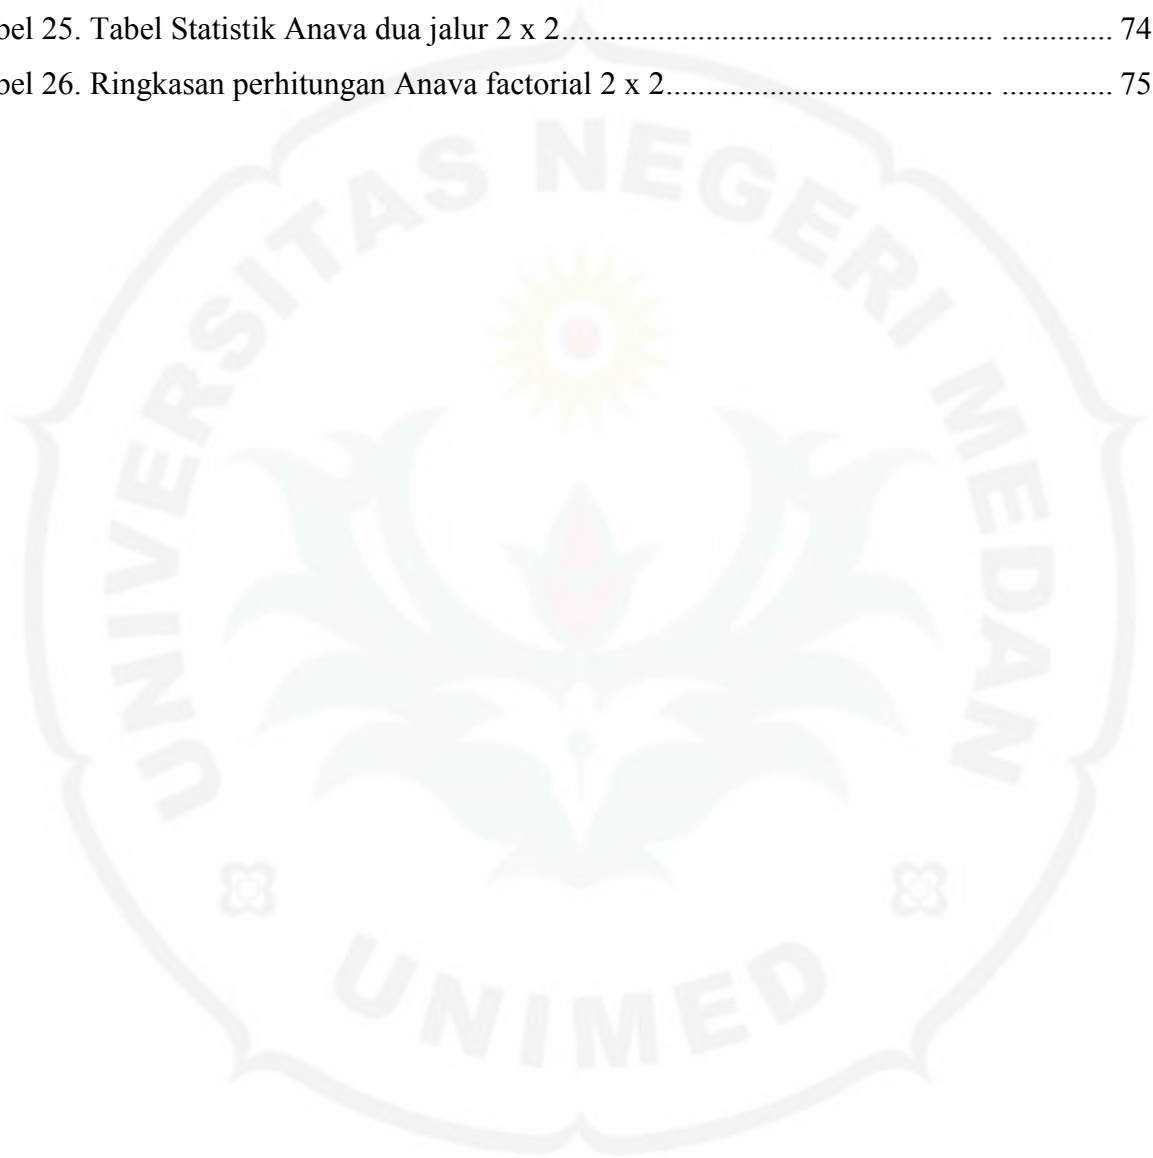 bel 25. Tabel Statistik Anava dua jalur 2 x 2...................................................... .............. 74
bel 26. Ringkasan perhitungan Anava factorial 2 x 2......................................... .............. 75
UNIVERSITAS NEGERI MEDAN
UNIMED